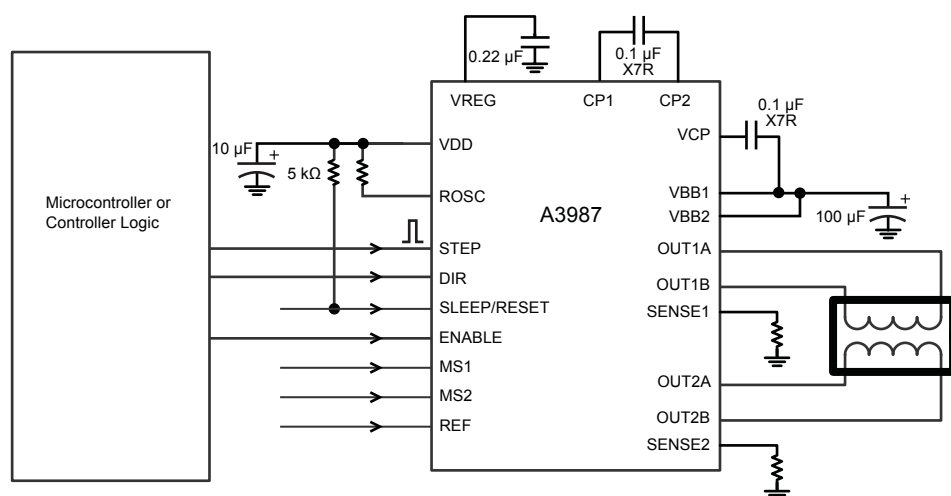 0.22 µF
0.1 µF
X7R
VREG
CP1
CP2
0.1 µF
X7R
VCP
10 µF
+
VDD
5 kΩ
ROSC
Microcontroller or
Controller Logic
A3987
VBB1
VBB2
100 µF
+
STEP
DIR
SLEEP/RESET
ENABLE
MS1
MS2
REF
OUT1A
OUT1B
SENSE1
OUT2A
OUT2B
SENSE2